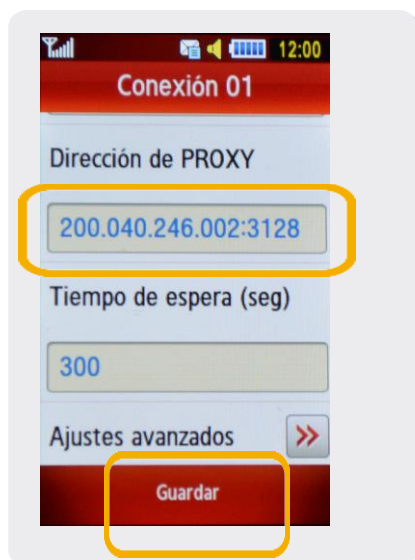 12:00
Conexión 01
Dirección de PROXY
200.040.246.002:3128
Tiempo de espera (seg)
300
Ajustes avanzados
Guardar